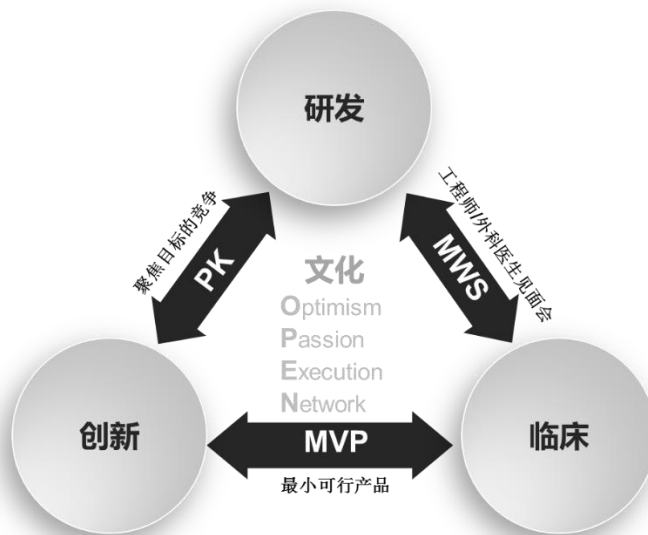 研发
聚焦目标的竞争
PK
工程师/外科医生见面会
MWS
文化
Optimism
Passion
Execution
Network
创新
MVP
临床
最小可行产品